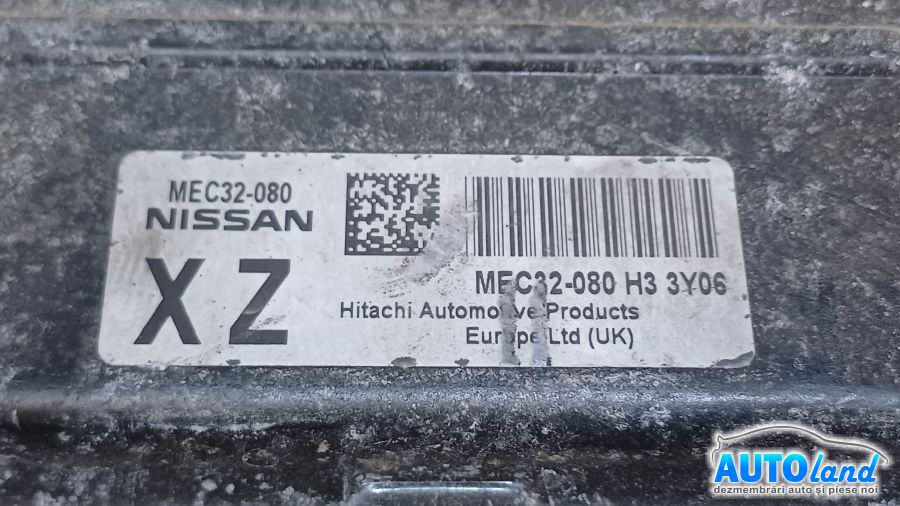 MEC32-080
NISSAN
X Z
MEC32-080 H3 3Y06
Hitachi Automotive Products
Europe Ltd (UK)
AUTOland
dezmembrări auto și piese noi